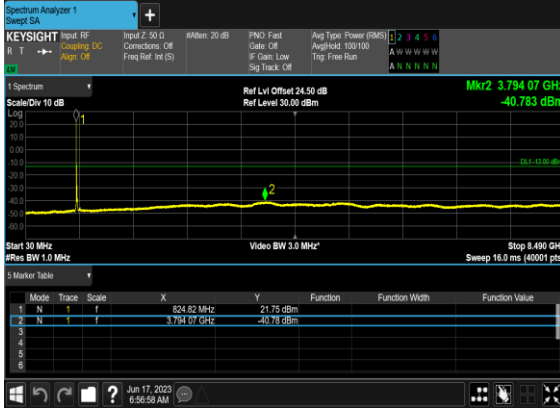 Spectrum Analyzer 1
Swept SA
+
KEYSIGHT
R T
LXI
Input: RF
Coupling: DC
Align: Off
Input Z: 50 Ω
Corrections: Off
Freq Ref: Int (S)
#Atten: 20 dB
PNO: Fast
Gate: Off
IF Gain: Low
Sig Track: Off
Avg Type: Power (RMS)
Avg|Hold: 100/100
Trig: Free Run
1 2 3 4 5 6
A W W W W W
A N N N N N
1 Spectrum
Scale/Div 10 dB
Ref Lvl Offset 24.50 dB
Ref Level 30.00 dBm
Mkr2 3.794 07 GHz
-40.783 dBm
Log
20.0
10.0
0.00
-10.0
-20.0
-30.0
-40.0
-50.0
-60.0
1
DL1 -13.00 dBm
2
Start 30 MHz
#Res BW 1.0 MHz
Video BW 3.0 MHz*
Stop 8.490 GHz
Sweep 16.0 ms (40001 pts)
5 Marker Table
Mode Trace Scale X Y Function Function Width Function Value
1 N 1 f 824.82 MHz 21.75 dBm
2 N 1 f 3.794 07 GHz -40.78 dBm
3
4
5
6
?
Jun 17, 2023
6:56:58 AM